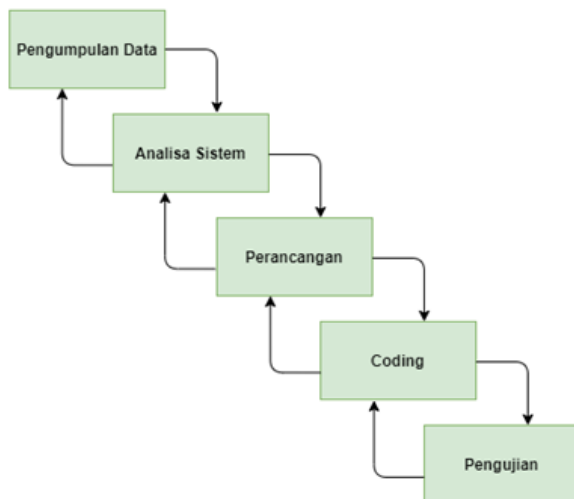 Pengumpulan Data
Analisa Sistem
Perancangan
Coding
Pengujian